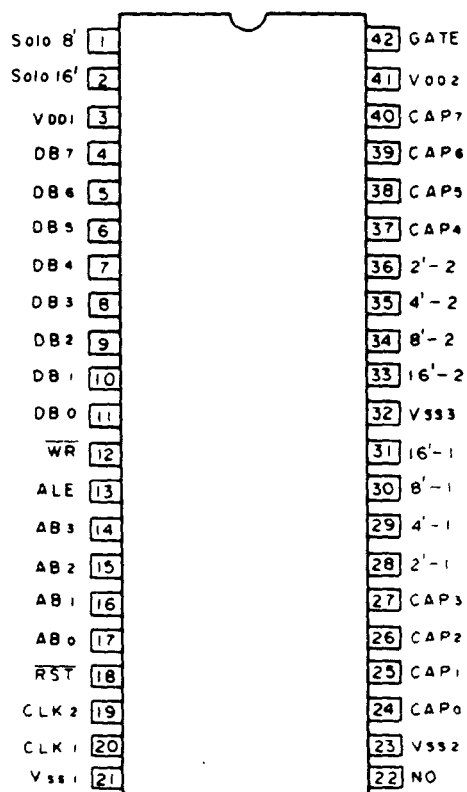 Solo 8' 1 42 GATE
Solo 16' 2 41 VDD2
VDD1 3 40 CAP7
DB7 4 39 CAP6
DB6 5 38 CAP5
DB5 6 37 CAP4
DB4 7 36 2'-2
DB3 8 35 4'-2
DB2 9 34 8'-2
DB1 10 33 16'-2
DB0 11 32 VSS3
WR 12 31 16'-1
ALE 13 30 8'-1
AB3 14 29 4'-1
AB2 15 28 2'-1
AB1 16 27 CAP3
AB0 17 26 CAP2
RST 18 25 CAP1
CLK2 19 24 CAP0
CLK1 20 23 VSS2
VSS1 21 22 NO